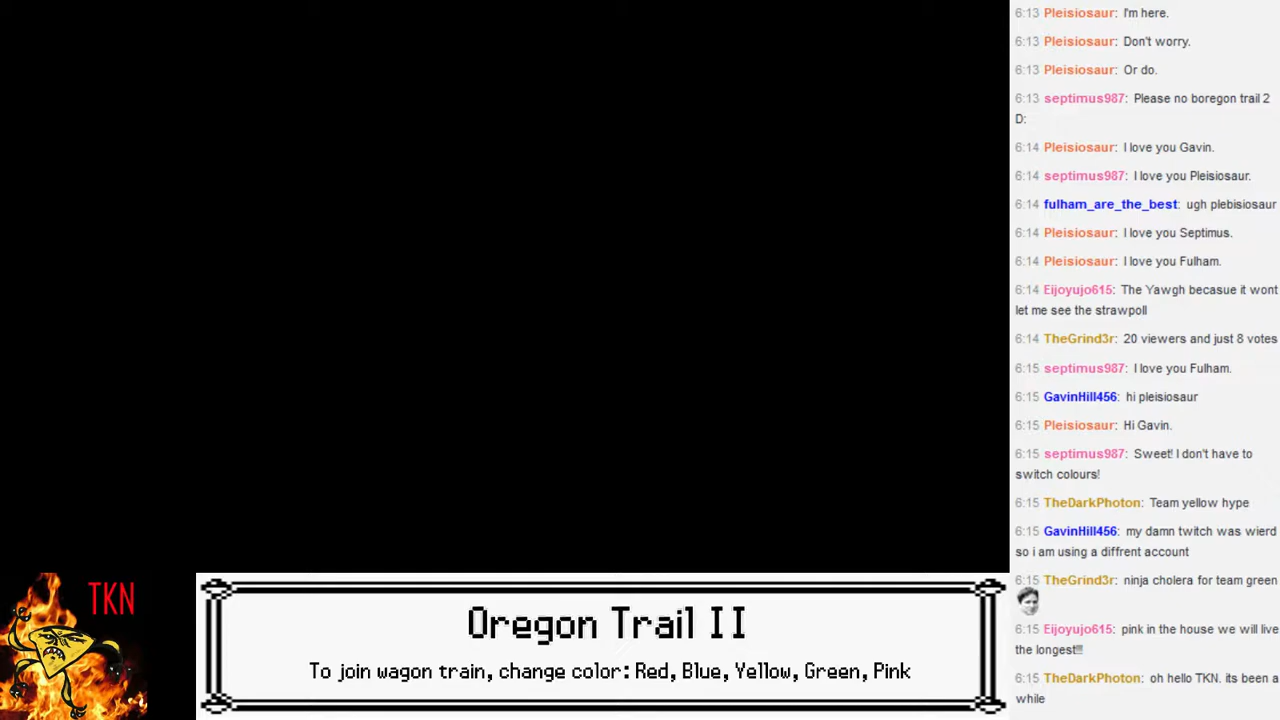 6:13 Pleisiosaur: I'm here.
6:13 Pleisiosaur: Don't worry.
6:13 Pleisiosaur: Or do.
6:13 septimus987: Please no boregon trail 2
D:
6:14 Pleisiosaur: I love you Gavin.
6:14 septimus987: I love you Pleisiosaur.
6:14 fulham_are_the_best: ugh plebisiosaur
6:14 Pleisiosaur: I love you Septimus.
6:14 Pleisiosaur: I love you Fulham.
6:14 Eijoyujo615: The Yawgh becasue it wont
let me see the strawpoll
6:14 TheGrind3r: 20 viewers and just 8 votes
6:15 septimus987: I love you Fulham.
6:15 GavinHill456: hi pleisiosaur
6:15 Pleisiosaur: Hi Gavin.
6:15 septimus987: Sweet! I don't have to
switch colours!
6:15 TheDarkPhoton: Team yellow hype
6:15 GavinHill456: my damn twitch was wierd
so i am using a diffrent account
6:15 TheGrind3r: ninja cholera for team green
6:15 Eijoyujo615: pink in the house we will live
the longest!!!
6:15 TheDarkPhoton: oh hello TKN. its been a
while
TKN
Oregon Trail II
To join wagon train, change color: Red, Blue, Yellow, Green, Pink